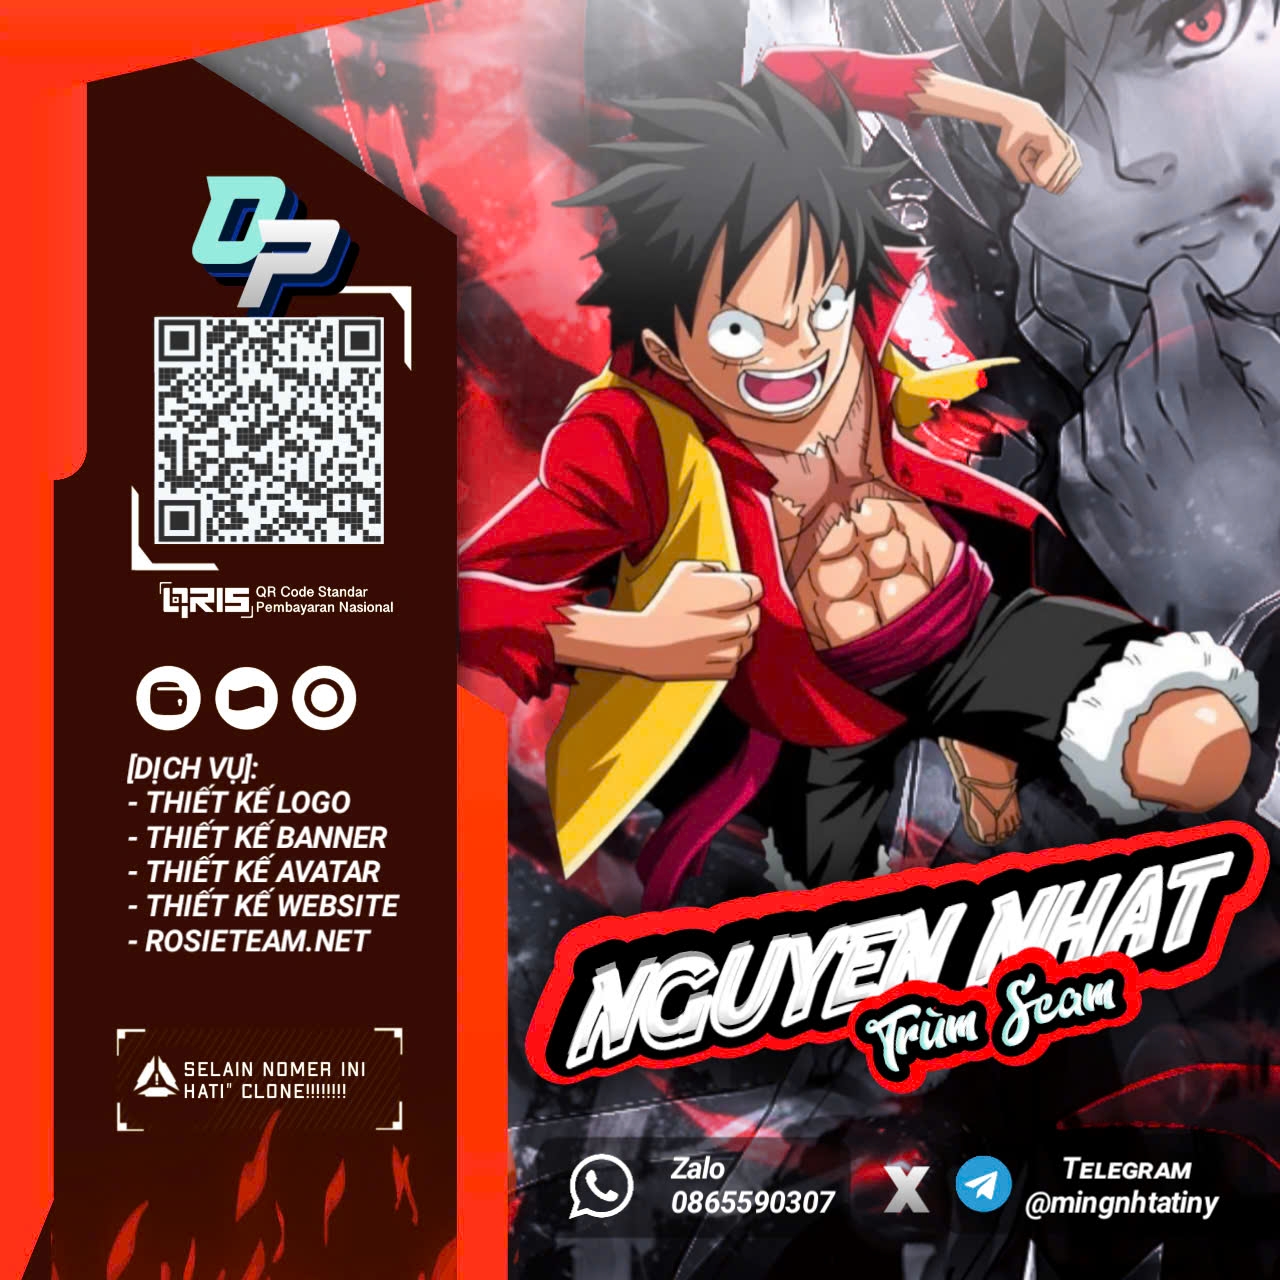 DP
QRIS QR Code Standar
Pembayaran Nasional
[DỊCH VỤ]:
- THIẾT KẾ LOGO
- THIẾT KẾ BANNER
- THIẾT KẾ AVATAR
- THIẾT KẾ WEBSITE
- ROSIETEAM.NET
SELAIN NOMER INI
HATI" CLONE!!!!!!!!
NGUYEN NHAT
Trùm Scam
Zalo
0865590307
X
TELEGRAM
@mingnhtatiny